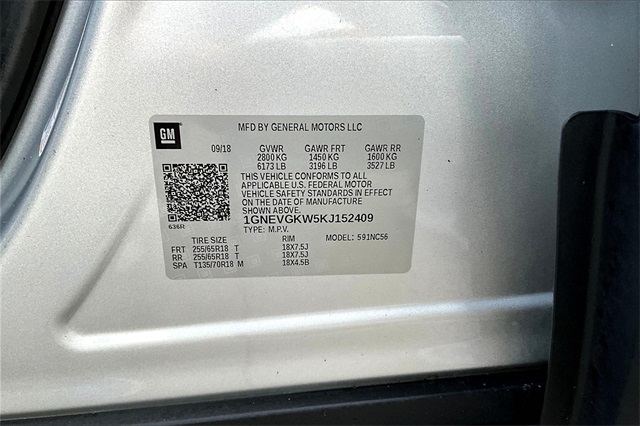 GM
MFD BY GENERAL MOTORS LLC
09/18 GVWR GAWR FRT GAWR RR
2800 KG 1450 KG 1600 KG
6173 LB 3196 LB 3527 LB
THIS VEHICLE CONFORMS TO ALL
APPLICABLE U.S. FEDERAL MOTOR
VEHICLE SAFETY STANDARDS IN EFFECT
ON THE DATE OF MANUFACTURE
SHOWN ABOVE.
1GNEVGKW5KJ152409
636R
TYPE: M.P.V. MODEL: 591NC56
TIRE SIZE RIM
FRT 255/65R18 T 18X7.5J
RR 255/65R18 T 18X7.5J
SPA T135/70R18 M 18X4.5B